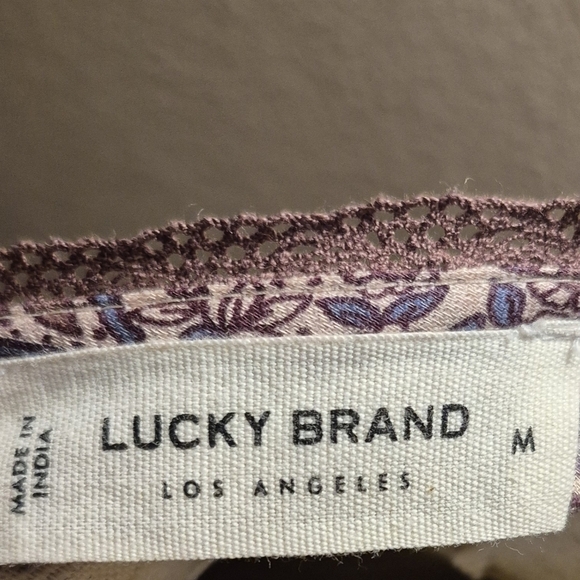 MADE IN
INDIA
LUCKY BRAND
LOS ANGELES
M